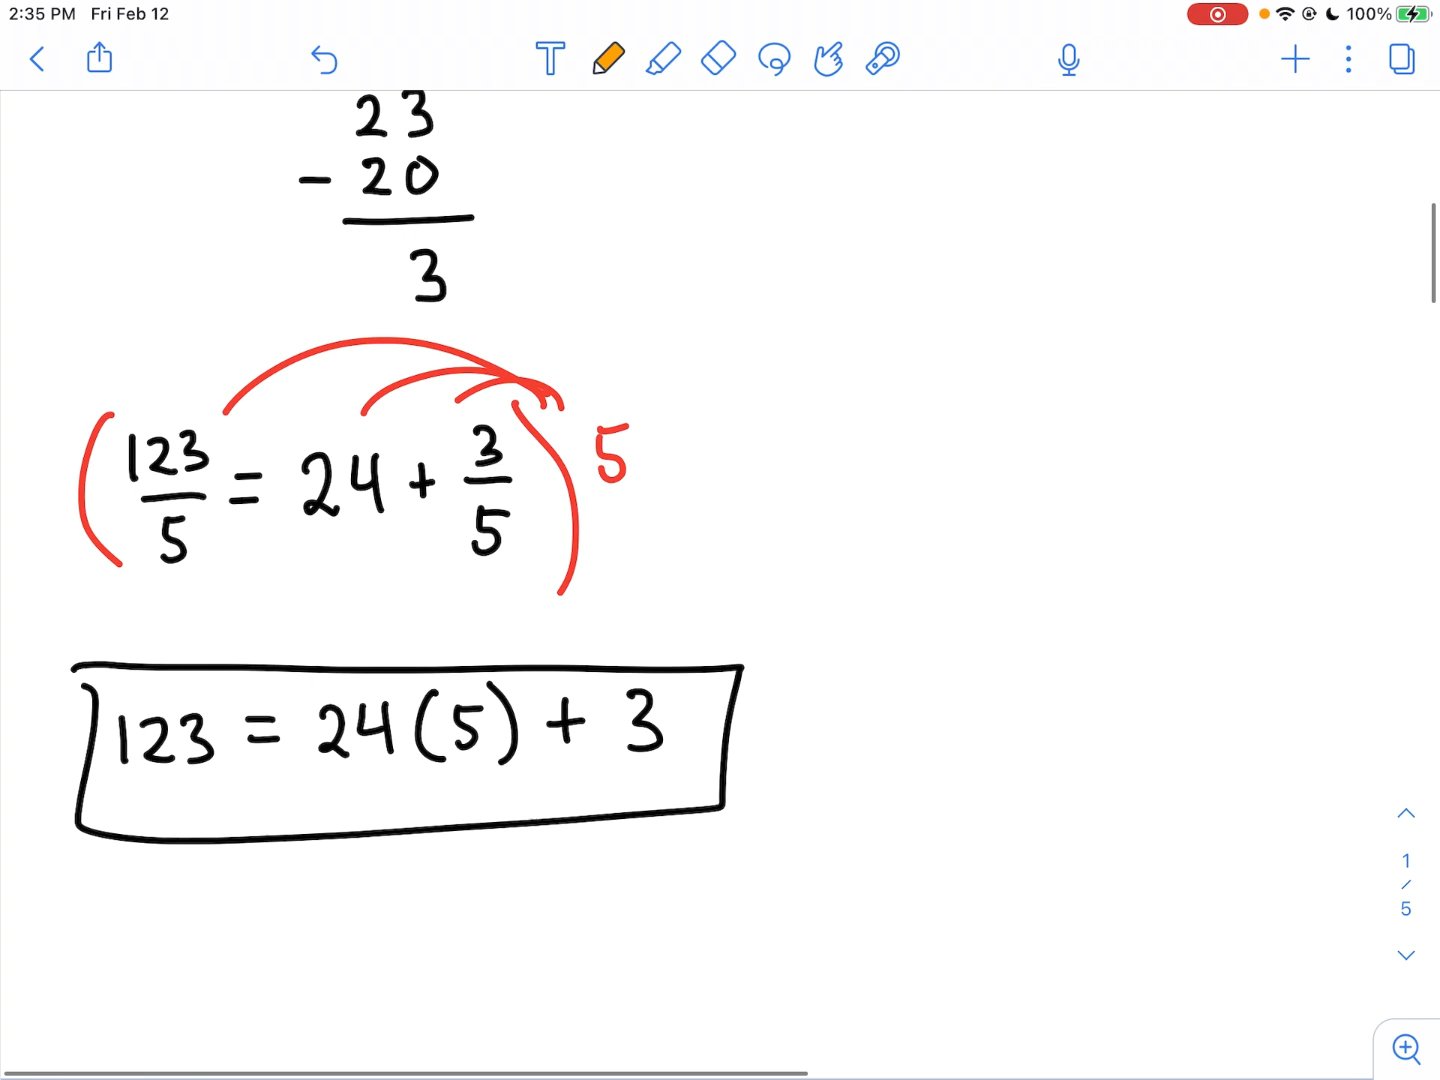 2:35 PM Fri Feb 12 100%
T
23
- 20
3
( 123/5 = 24 + 3/5 ) 5
123 = 24(5) + 3
1
/
5